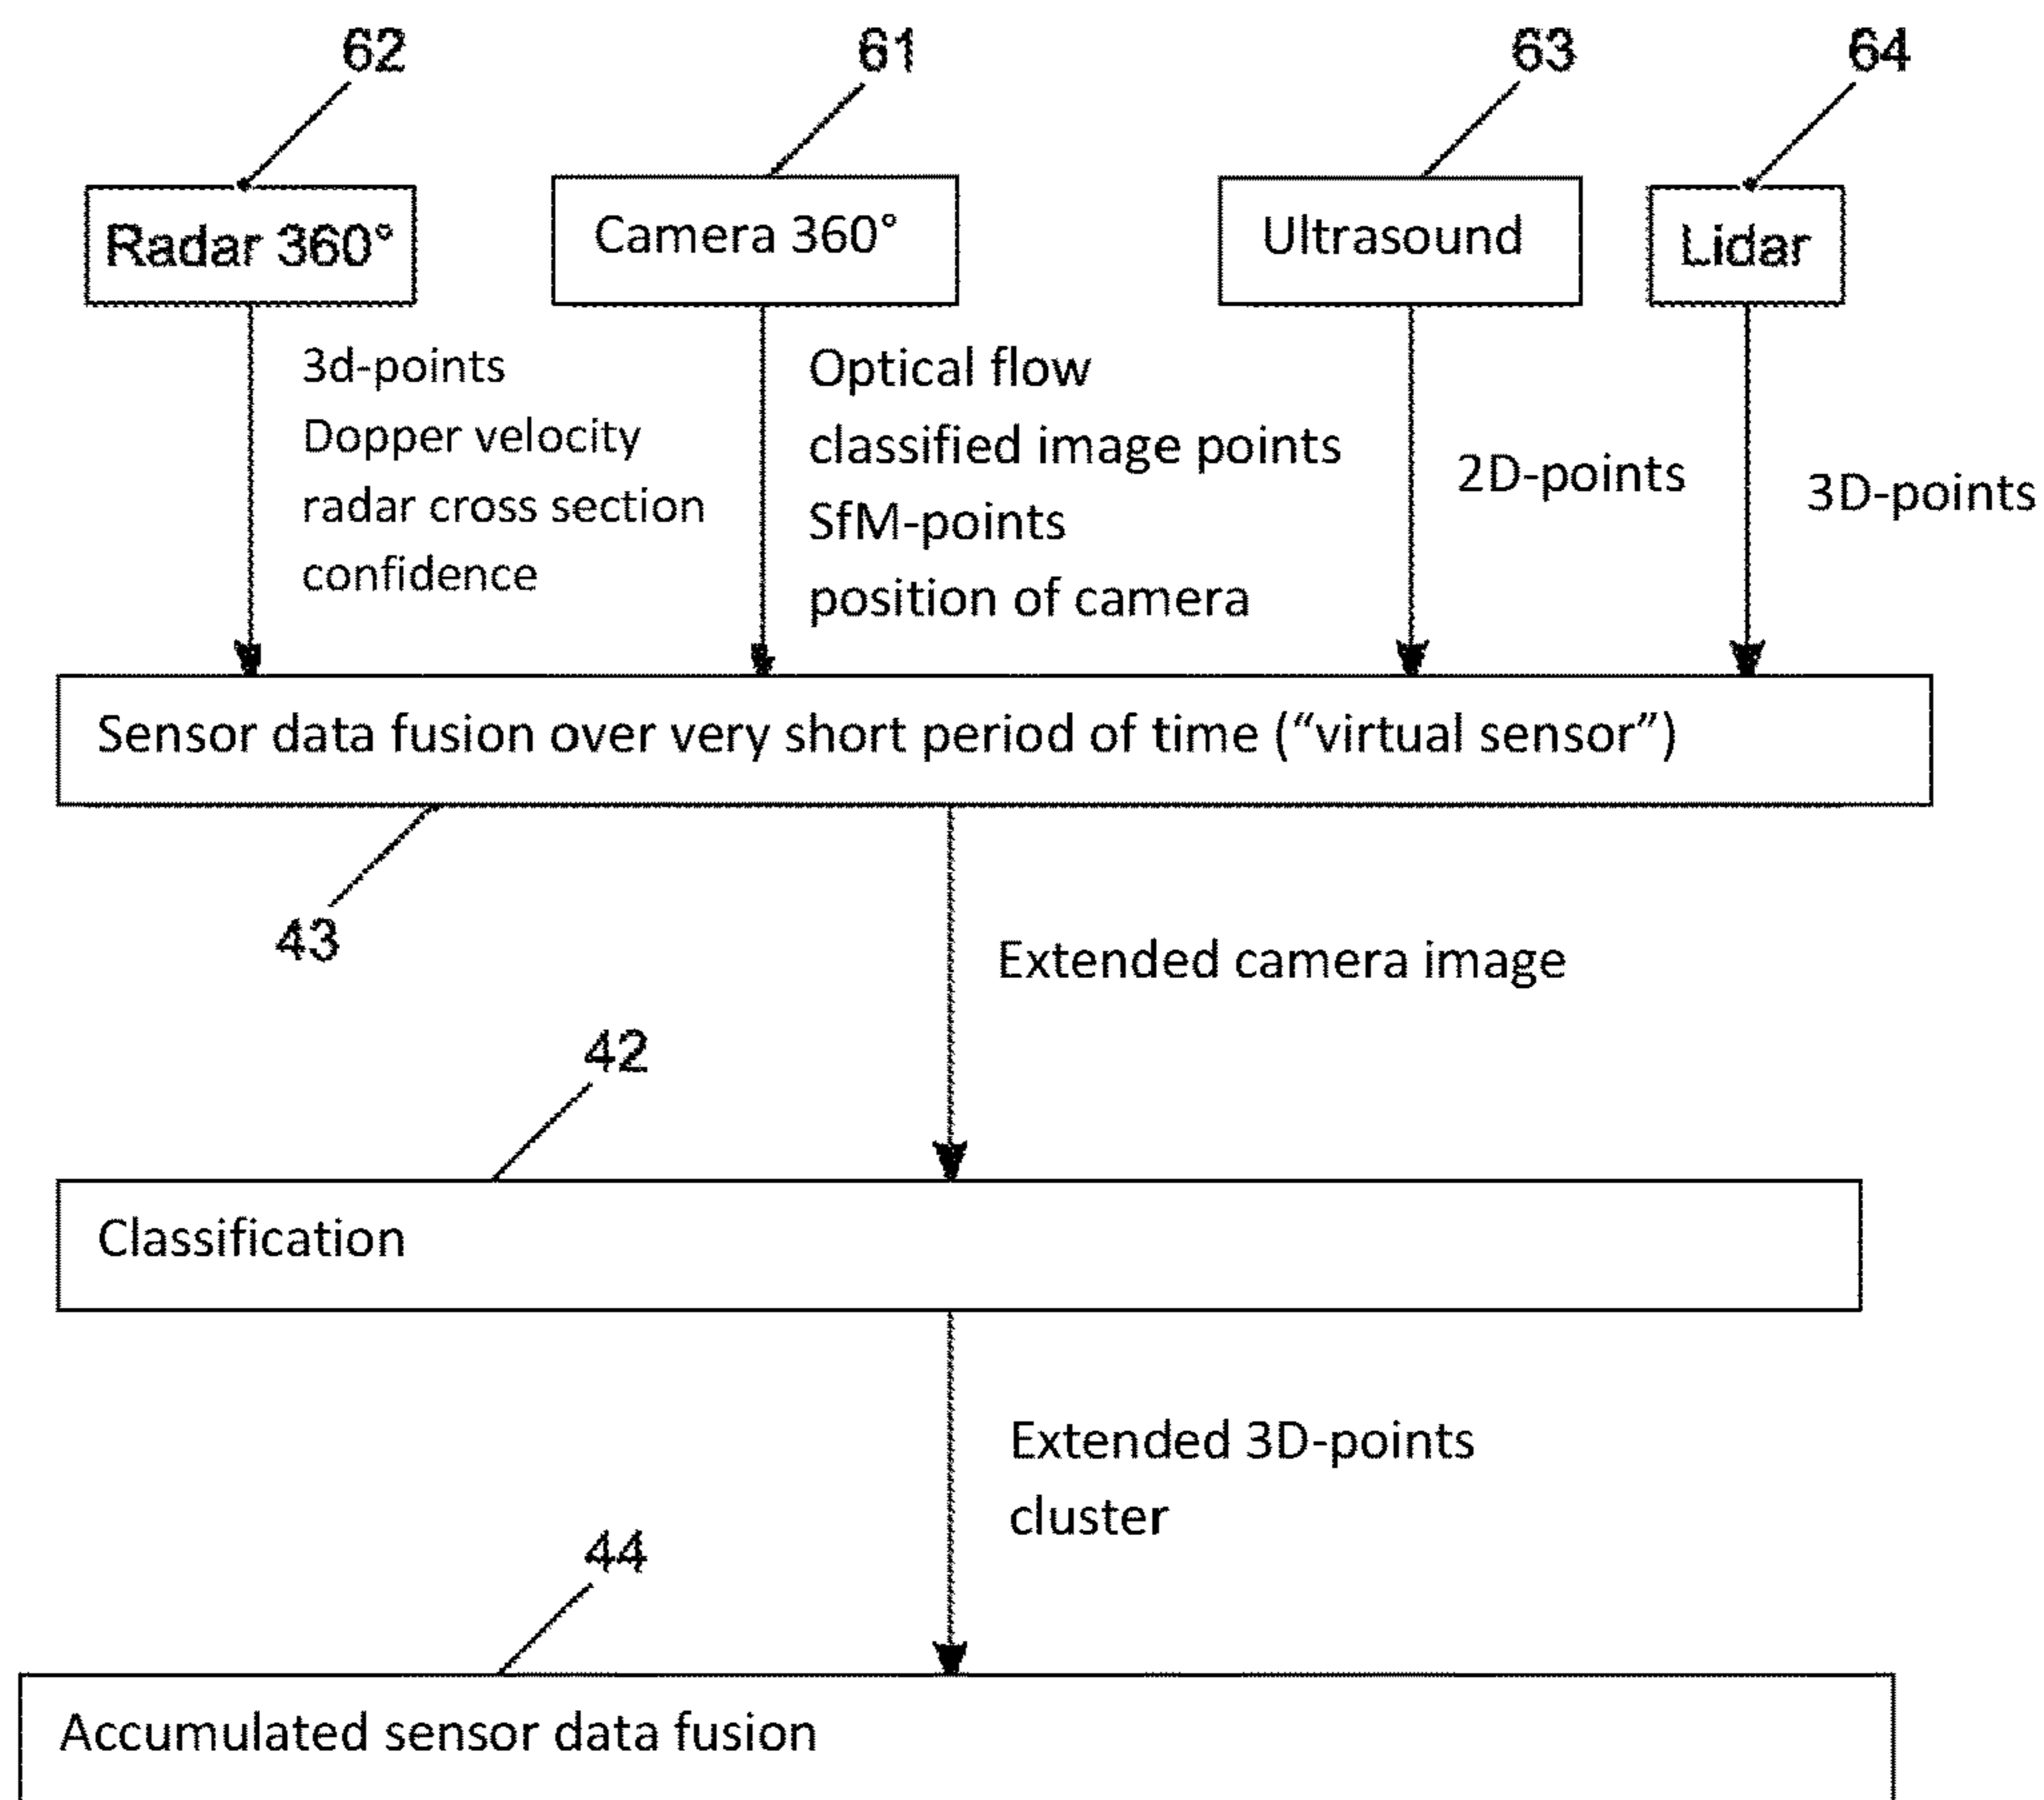 62
61
63
64
Radar 360°
Camera 360°
Ultrasound
Lidar
3d-points
Dopper velocity
radar cross section
confidence
Optical flow
classified image points
SfM-points
position of camera
2D-points
3D-points
Sensor data fusion over very short period of time (“virtual sensor”)
43
Extended camera image
42
Classification
Extended 3D-points
cluster
44
Accumulated sensor data fusion